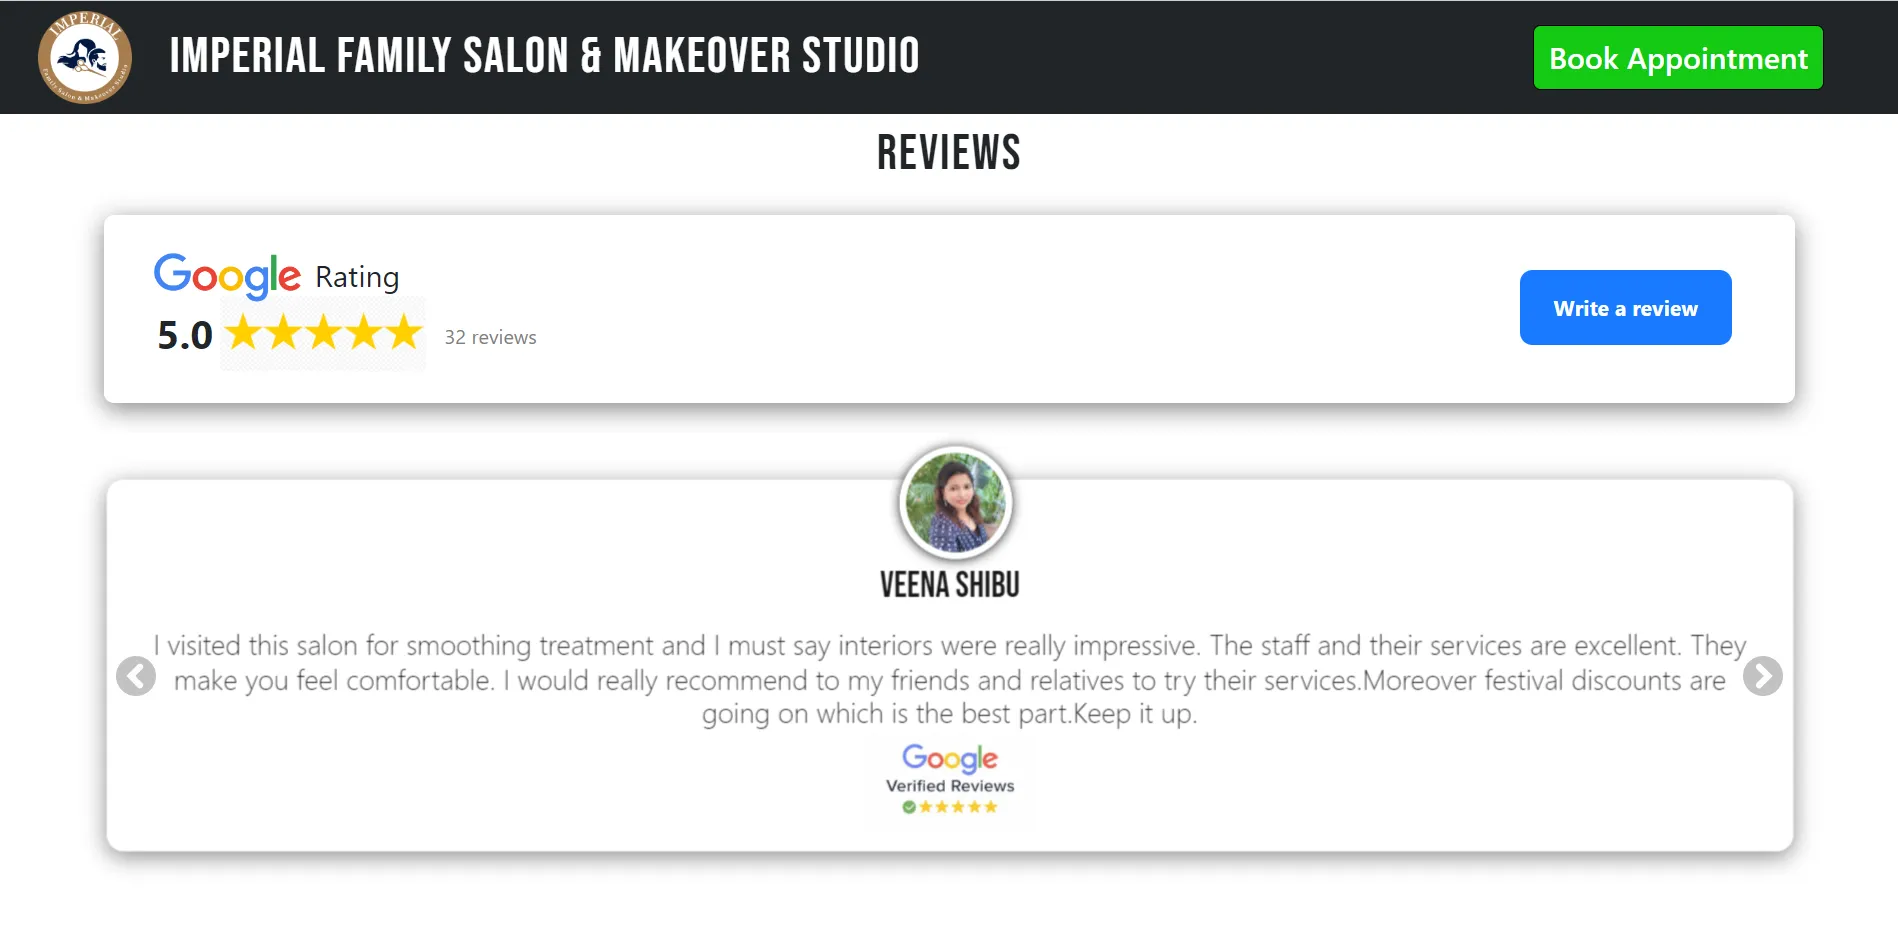 IMPERIAL
Family Salon & Makeover Studio
IMPERIAL FAMILY SALON & MAKEOVER STUDIO
Book Appointment
REVIEWS
Google Rating
5.0 32 reviews
Write a review
VEENA SHIBU
I visited this salon for smoothing treatment and I must say interiors were really impressive. The staff and their services are excellent. They
make you feel comfortable. I would really recommend to my friends and relatives to try their services.Moreover festival discounts are
going on which is the best part.Keep it up.
Google
Verified Reviews